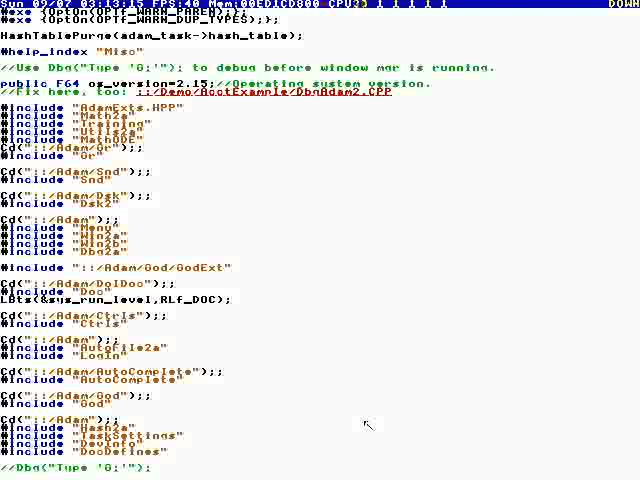 Sun 09/07 03:13:15 FPS:40 Mem:00ED1CD800 CPU 1 1 1 1 1 DOWN
#exe {OptOn(OPTf_WARN_PAREN);};
#exe {OptOn(OPTf_WARN_DUP_TYPES);};
HashTablePurge(adam_task->hash_table);
#help_index "Misc"
//Use Dbg("Type 'G;'"); to debug before window mgr is running.
public F64 os_version=2.15;//Operating system version.
//Fix here, too: ::/Demo/AcctExample/DbgAdam2.CPP
#include "AdamExts.HPP"
#include "Math2a"
#include "Training"
#include "Utils2a"
#include "MathODE"
Cd("::/Adam/Gr");;
#include "Gr"
Cd("::/Adam/Snd");;
#include "Snd"
Cd("::/Adam/Dsk");;
#include "Dsk2"
Cd("::/Adam");;
#include "Menu"
#include "Win2a"
#include "Win2b"
#include "Dbg2a"
#include "::/Adam/God/GodExt"
Cd("::/Adam/DolDoc");;
#include "Doc"
LBts(&sys_run_level,RLf_DOC);
Cd("::/Adam/Ctrls");;
#include "Ctrls"
Cd("::/Adam");;
#include "AutoFile2a"
#include "Login"
Cd("::/Adam/AutoComplete");;
#include "AutoComplete"
Cd("::/Adam/God");;
#include "God"
Cd("::/Adam");;
#include "Hash2a"
#include "TaskSettings"
#include "DevInfo"
#include "DocDefines"
//Dbg("Type 'G;'");